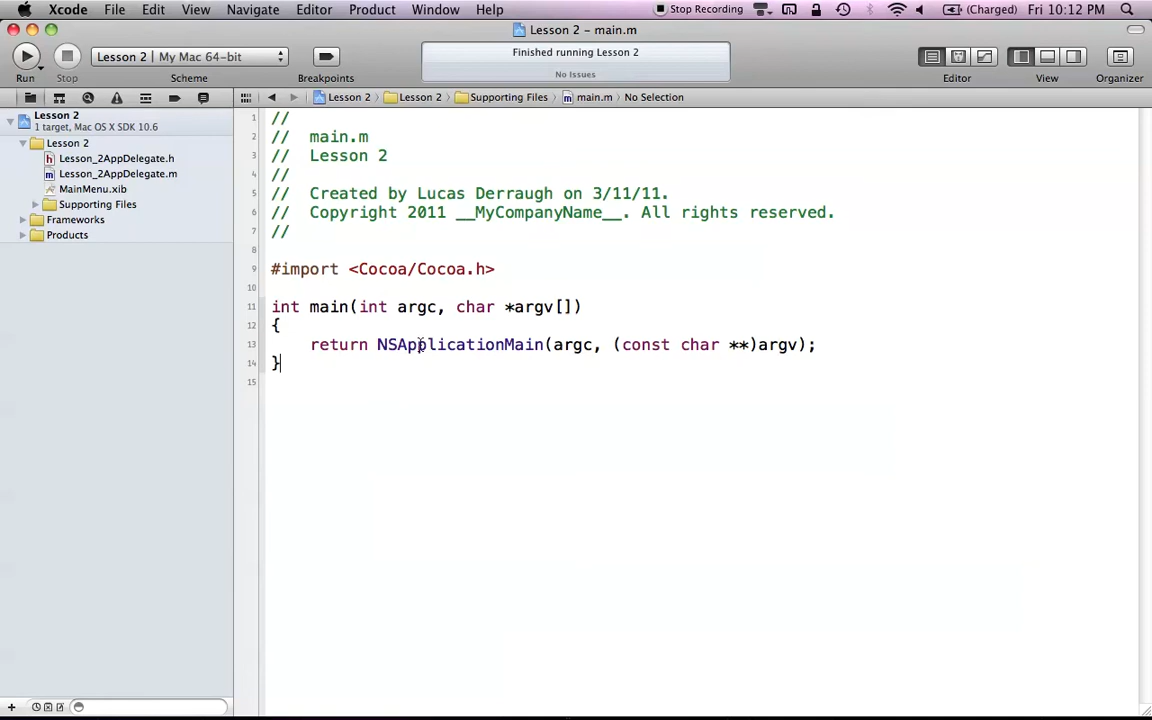 Xcode File Edit View Navigate Editor Product Window Help Stop Recording (Charged) Fri 10:12 PM
Lesson 2 – main.m
Lesson 2 | My Mac 64-bit
Finished running Lesson 2
No Issues
Run Stop Scheme Breakpoints Editor View Organizer
Lesson 2 Lesson 2 Supporting Files main.m No Selection
Lesson 2
1 target, Mac OS X SDK 10.6
Lesson 2
h Lesson_2AppDelegate.h
m Lesson_2AppDelegate.m
MainMenu.xib
Supporting Files
Frameworks
Products
1 //
2 // main.m
3 // Lesson 2
4 //
5 // Created by Lucas Derraugh on 3/11/11.
6 // Copyright 2011 __MyCompanyName__. All rights reserved.
7 //
8
9 #import <Cocoa/Cocoa.h>
10
11 int main(int argc, char *argv[])
12 {
13 return NSApplicationMain(argc, (const char **)argv);
14 }
15